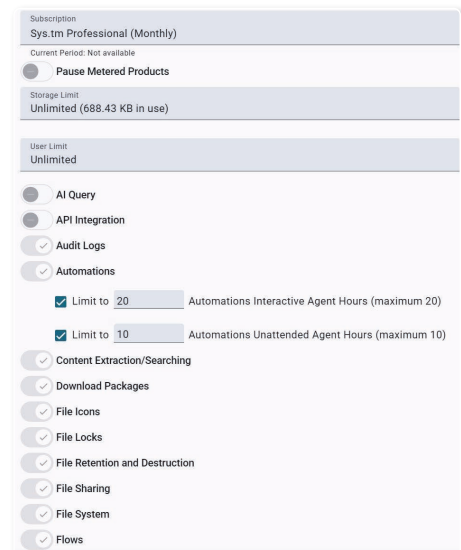 Subscription
Sys.tm Professional (Monthly)
Current Period: Not available
Pause Metered Products
Storage Limit
Unlimited (688.43 KB in use)
User Limit
Unlimited
AI Query
API Integration
Audit Logs
Automations
Limit to 20 Automations Interactive Agent Hours (maximum 20)
Limit to 10 Automations Unattended Agent Hours (maximum 10)
Content Extraction/Searching
Download Packages
File Icons
File Locks
File Retention and Destruction
File Sharing
File System
Flows